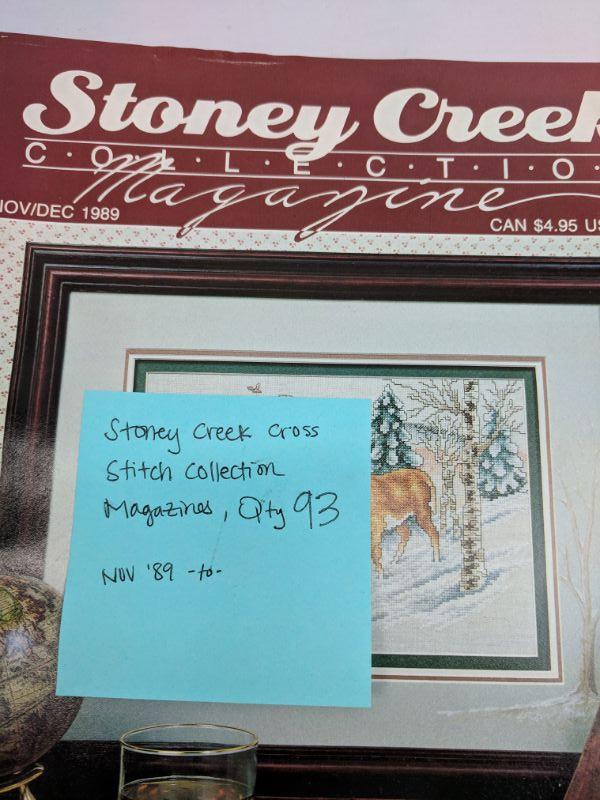 Stoney Creek
C·O·L·L·E·C·T·I·O
Magazine
NOV/DEC 1989
CAN $4.95 US
Stoney Creek Cross
Stitch Collection
Magazines, Qty 93
NOV '89 -to-